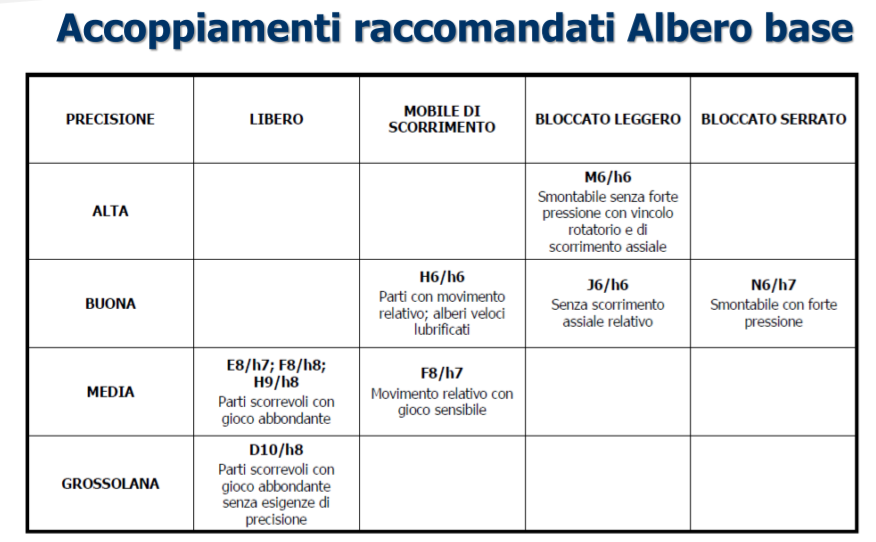 Accoppiamenti raccomandati Albero base
PRECISIONE
LIBERO
MOBILE DI
SCORRIMENTO
BLOCCATO LEGGERO
BLOCCATO SERRATO
ALTA
M6/h6
Smontabile senza forte
pressione con vincolo
rotatorio e di
scorrimento assiale
BUONA
H6/h6
Parti con movimento
relativo; alberi veloci
lubrificati
J6/h6
Senza scorrimento
assiale relativo
N6/h7
Smontabile con forte
pressione
MEDIA
E8/h7; F8/h8;
H9/h8
Parti scorrevoli con
gioco abbondante
F8/h7
Movimento relativo con
gioco sensibile
GROSSOLANA
D10/h8
Parti scorrevoli con
gioco abbondante
senza esigenze di
precisione